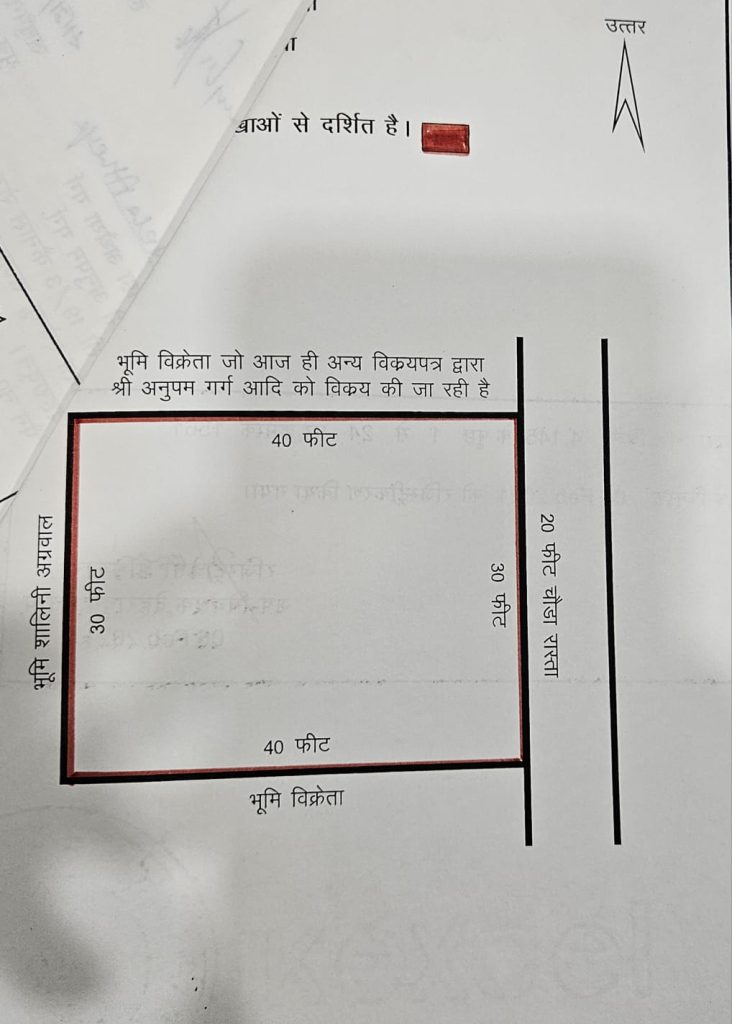 उत्तर
खाओं से दर्शित है।
भूमि विक्रेता जो आज ही अन्य विक्रयपत्र द्वारा
श्री अनुपम गर्ग आदि को विक्रय की जा रही है
40 फीट
भूमि शालिनी अग्रवाल
30 फीट
30 फीट
20 फीट चौडा रास्ता
40 फीट
भूमि विक्रेता